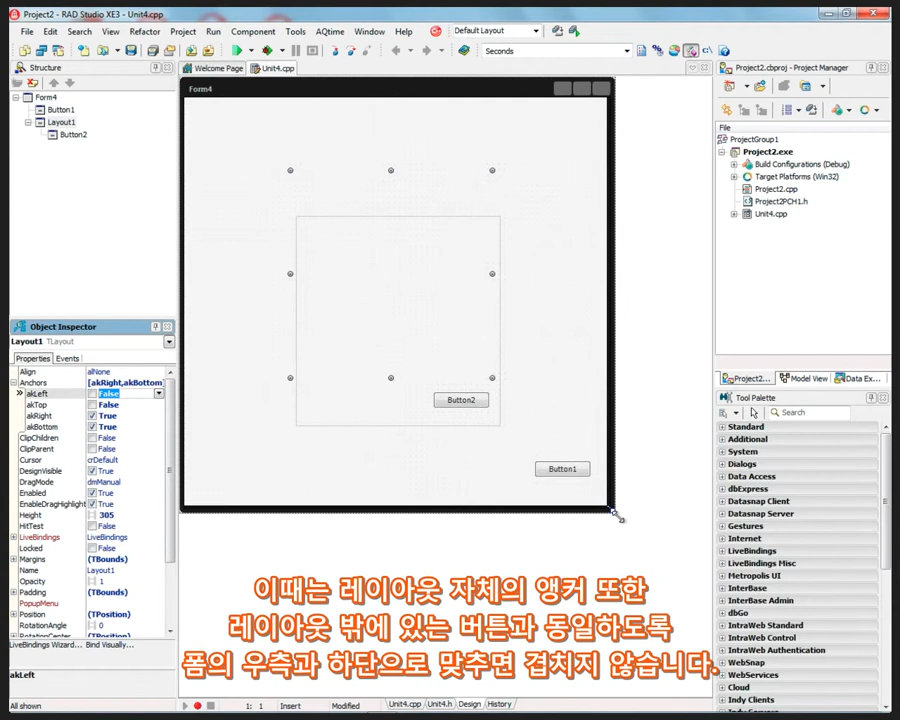 Project2 - RAD Studio XE3 - Unit4.cpp
File Edit Search View Refactor Project Run Component Tools AQtime Window Help Default Layout
Seconds
Structure
Welcome Page Unit4.cpp
Form4
Button1
Layout1
Button2
Form4
Button2
Button1
Project2.cbproj - Project Manager
File
ProjectGroup1
Project2.exe
Build Configurations (Debug)
Target Platforms (Win32)
Project2.cpp
Project2PCH1.h
Unit4.cpp
Project2... Model View Data Ex...
Object Inspector
Layout1 TLayout
Properties Events
Align alNone
Anchors [akRight,akBottom
akLeft False
akTop False
akRight True
akBottom True
ClipChildren False
ClipParent False
Cursor crDefault
DesignVisible True
DragMode dmManual
Enabled True
EnableDragHighlight True
Height 305
HitTest False
LiveBindings LiveBindings
Locked False
Margins (TBounds)
Name Layout1
Opacity 1
Padding (TBounds)
PopupMenu
Position (TPosition)
RotationAngle 0
RotationCenter (TPosition)
LiveBindings Wizard... Bind Visually...
akLeft
Tool Palette
Search
Standard
Additional
System
Dialogs
Data Access
dbExpress
Datasnap Client
Datasnap Server
Gestures
Internet
LiveBindings
LiveBindings Misc
Metropolis UI
InterBase
InterBase Admin
dbGo
IntraWeb Standard
IntraWeb Control
IntraWeb Authentication
WebSnap
WebServices
Cloud
Indy Clients
이때는 레이아웃 자체의 앵커 또한
레이아웃 밖에 있는 버튼과 동일하도록
폼의 우측과 하단으로 맞추면 겹치지 않습니다.
1: 1 Insert Modified Unit4.cpp Unit4.h Design History